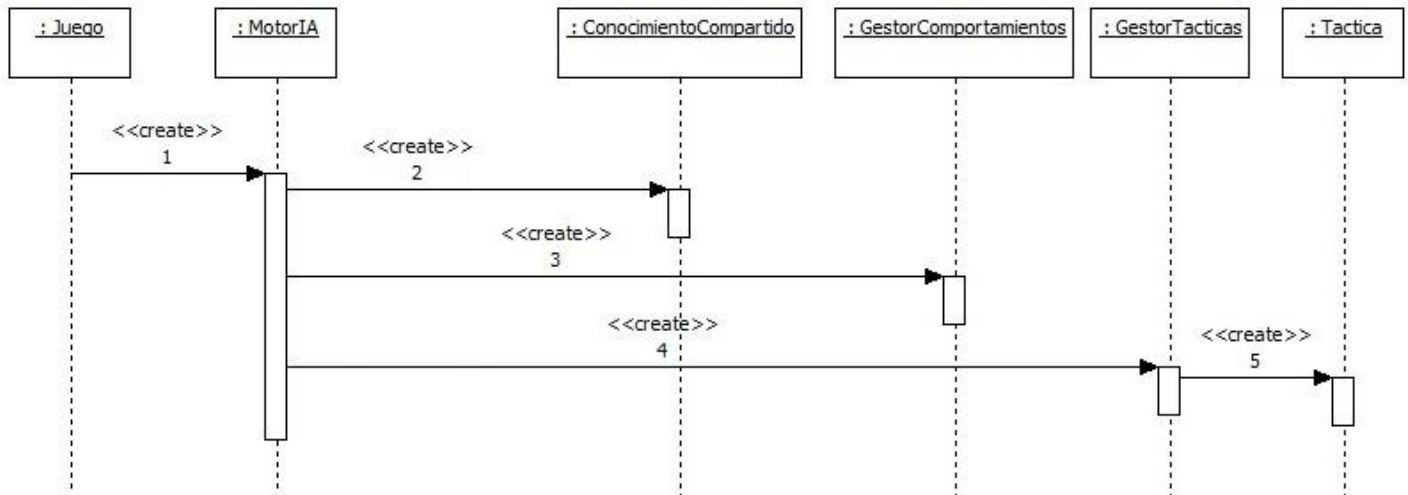 : Juego
: MotorIA
: ConocimientoCompartido
: GestorComportamientos
: GestorTacticas
: Tactica
<<create>>
1
<<create>>
2
<<create>>
3
<<create>>
4
<<create>>
5